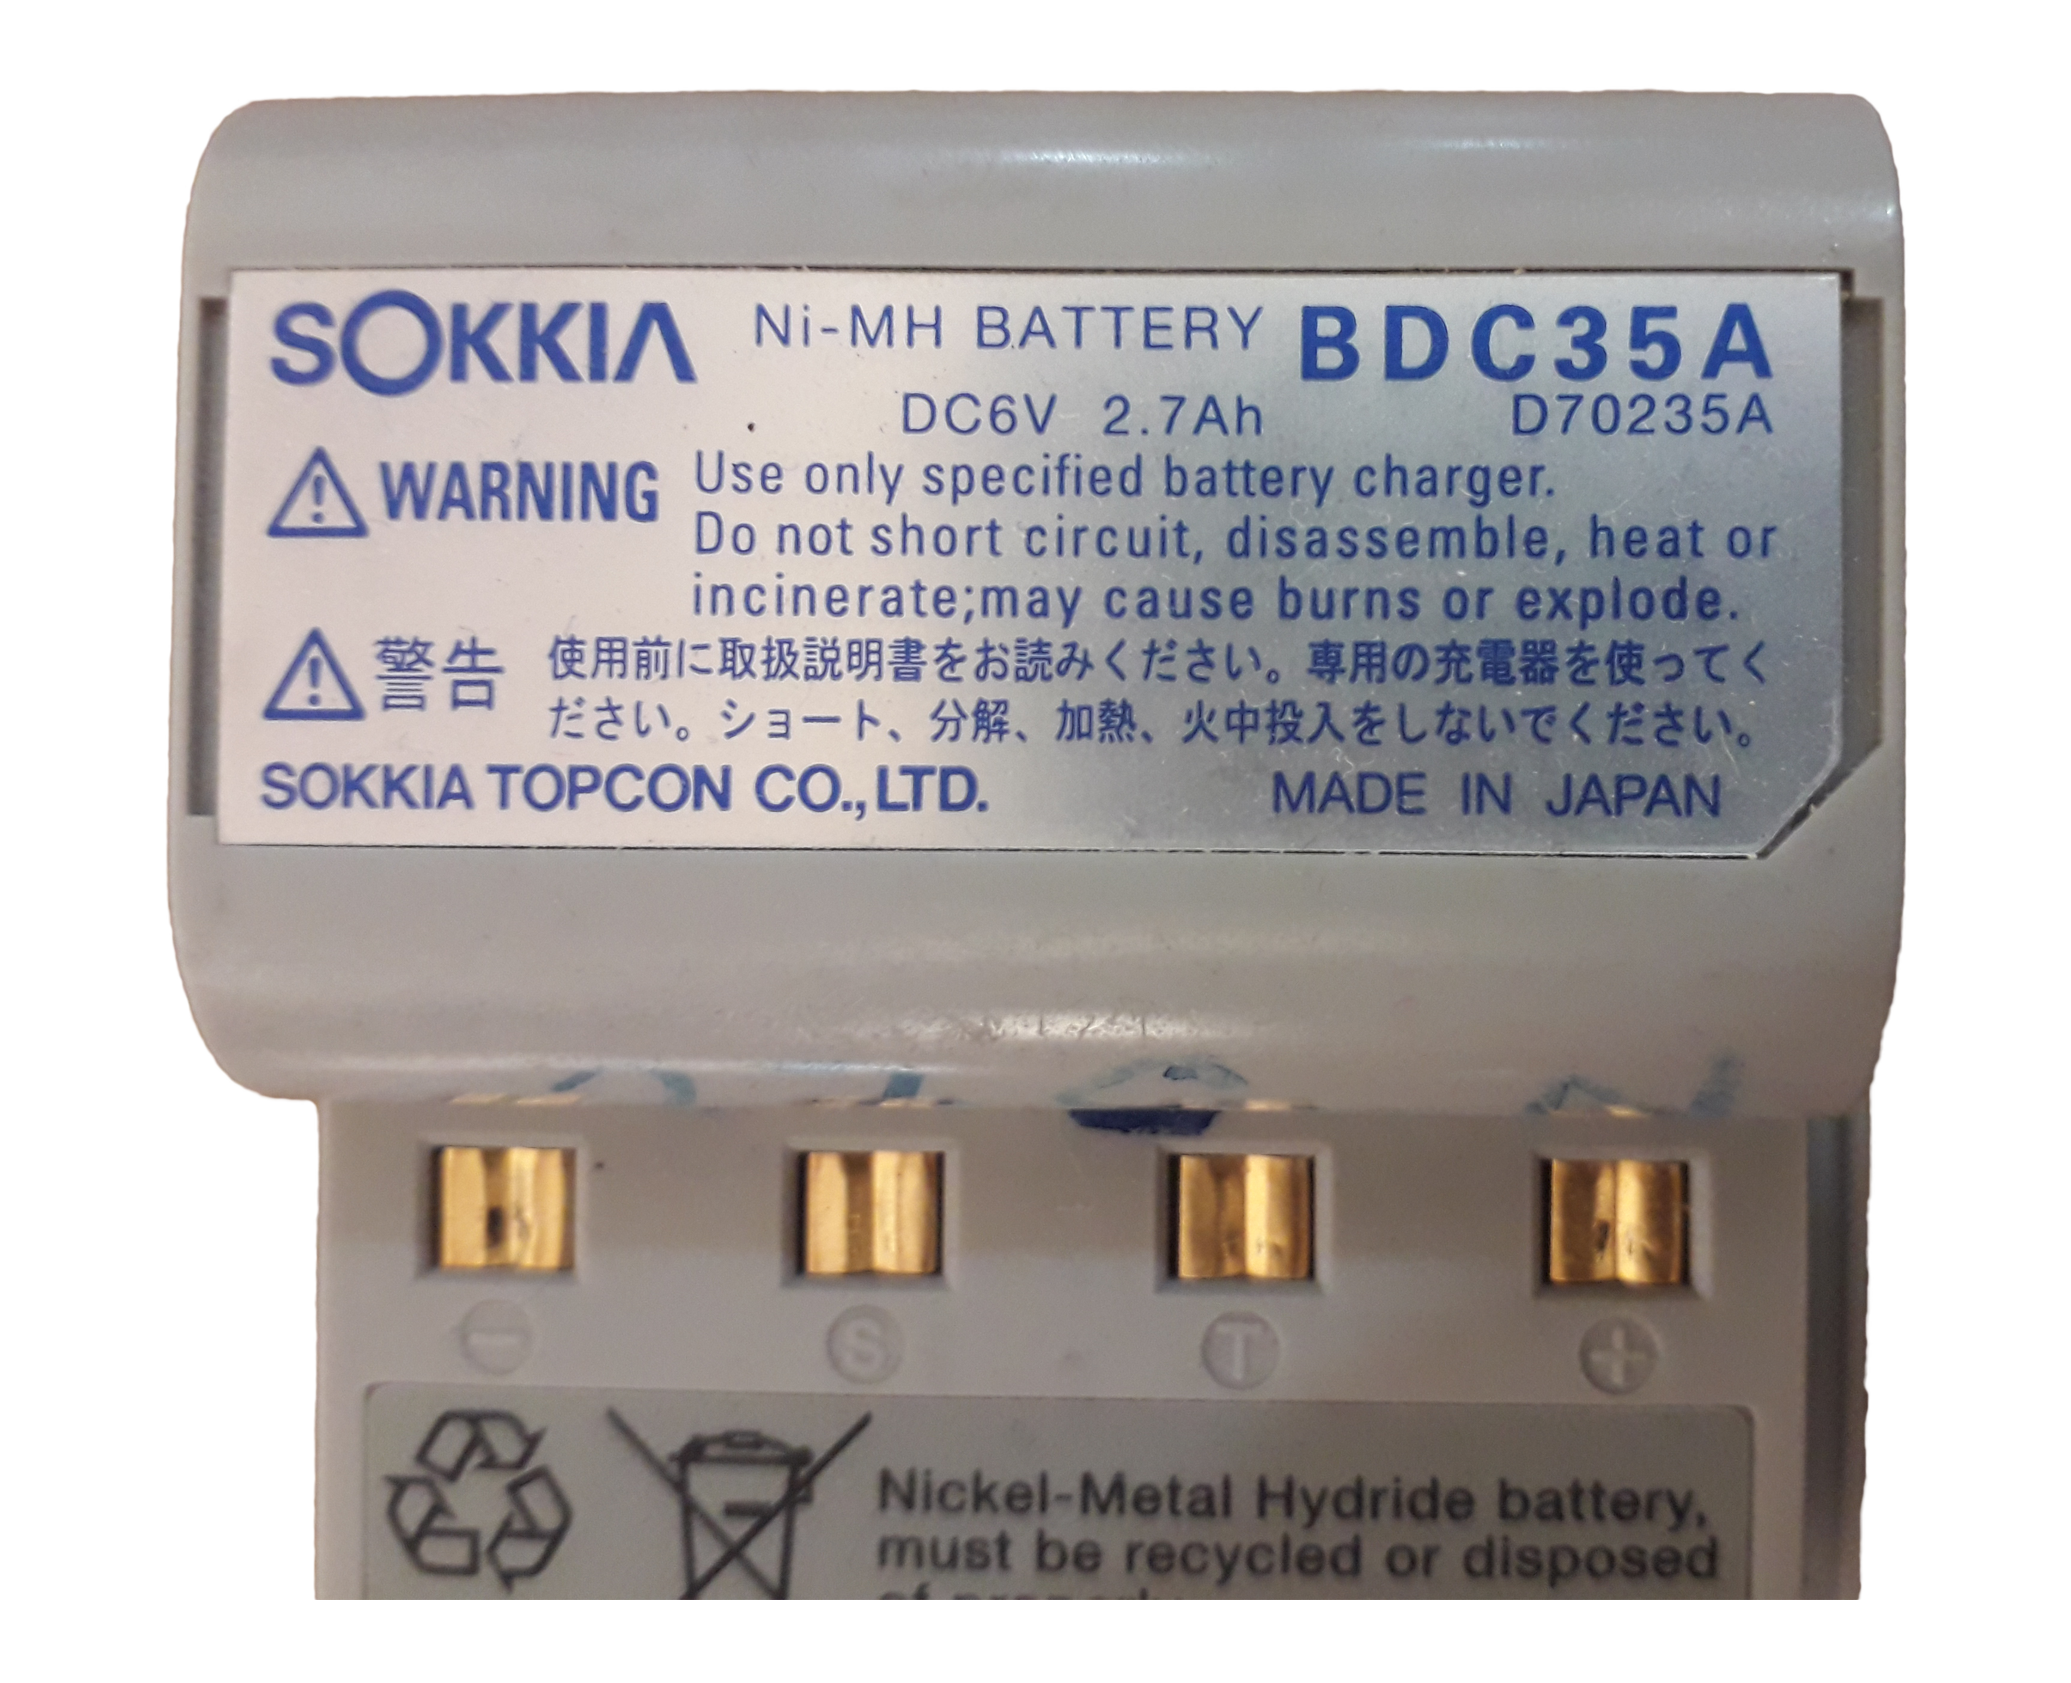 SOKKIA Ni-MH BATTERY BDC35A
DC6V 2.7Ah D70235A
WARNING Use only specified battery charger.
Do not short circuit, disassemble, heat or
incinerate;may cause burns or explode.
警告 使用前に取扱説明書をお読みください。専用の充電器を使ってく
ださい。ショート、分解、加熱、火中投入をしないでください。
SOKKIA TOPCON CO., LTD. MADE IN JAPAN
- S T +
Nickel-Metal Hydride battery,
must be recycled or disposed